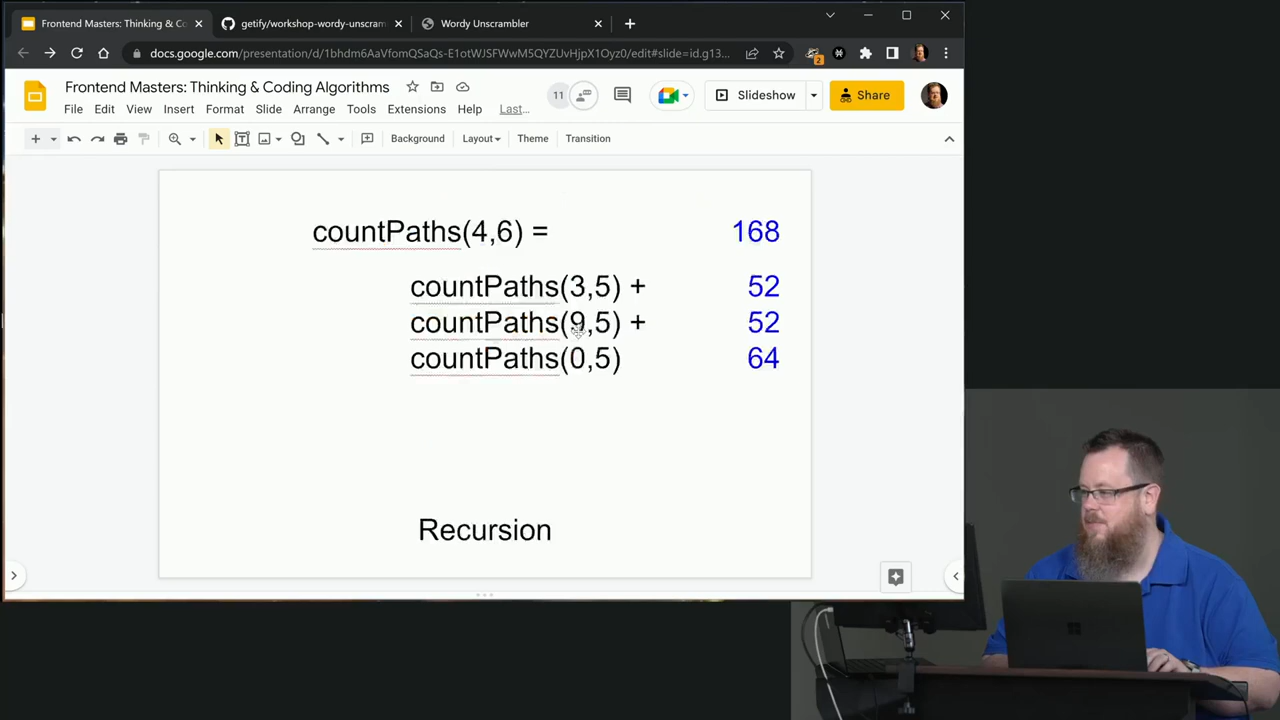 Frontend Masters: Thinking & Co
getify/workshop-wordy-unscram
Wordy Unscrambler
docs.google.com/presentation/d/1bhdm6AaVfomQSaQs-E1otWJSFWwM5QYZUvHjpX1Oyz0/edit#slide=id.g13...
2
Frontend Masters: Thinking & Coding Algorithms
11
Slideshow
Share
File Edit View Insert Format Slide Arrange Tools Extensions Help Last...
Background Layout Theme Transition
countPaths(4,6) = 168
countPaths(3,5) + 52
countPaths(9,5) + 52
countPaths(0,5) 64
Recursion